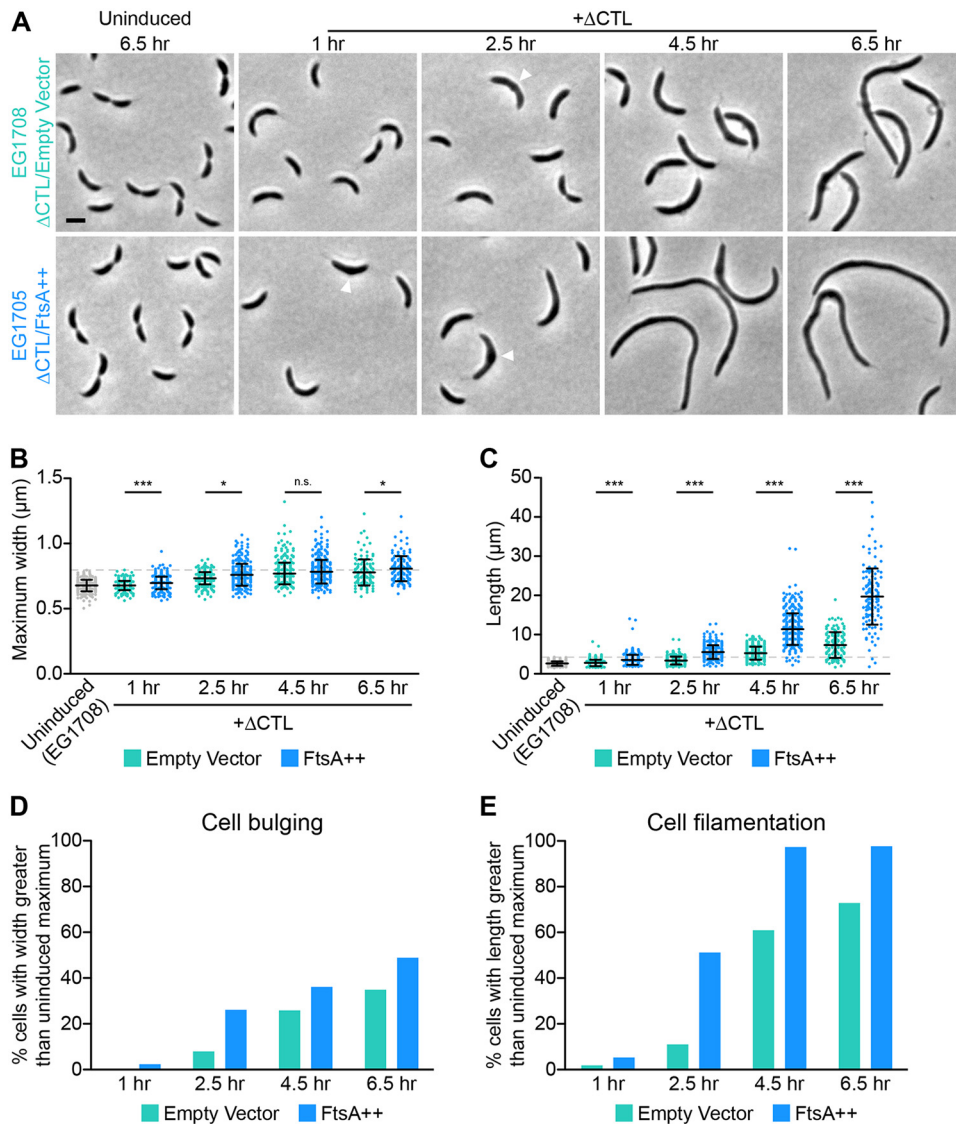 A
Uninduced
6.5 hr
+ΔCTL
1 hr
2.5 hr
4.5 hr
6.5 hr
EG1708
ΔCTL/Empty Vector
EG1705
ΔCTL/FtsA++
B
Maximum width (µm)
1.5
1.0
0.5
0.0
***
*
n.s.
*
Uninduced
(EG1708)
1 hr
2.5 hr
4.5 hr
6.5 hr
+ΔCTL
Empty Vector
FtsA++
C
Length (µm)
50
40
30
20
10
0
***
***
***
***
Uninduced
(EG1708)
1 hr
2.5 hr
4.5 hr
6.5 hr
+ΔCTL
Empty Vector
FtsA++
D
Cell bulging
% cells with width greater
than uninduced maximum
100
80
60
40
20
0
1 hr
2.5 hr
4.5 hr
6.5 hr
Empty Vector
FtsA++
E
Cell filamentation
% cells with length greater
than uninduced maximum
100
80
60
40
20
0
1 hr
2.5 hr
4.5 hr
6.5 hr
Empty Vector
FtsA++